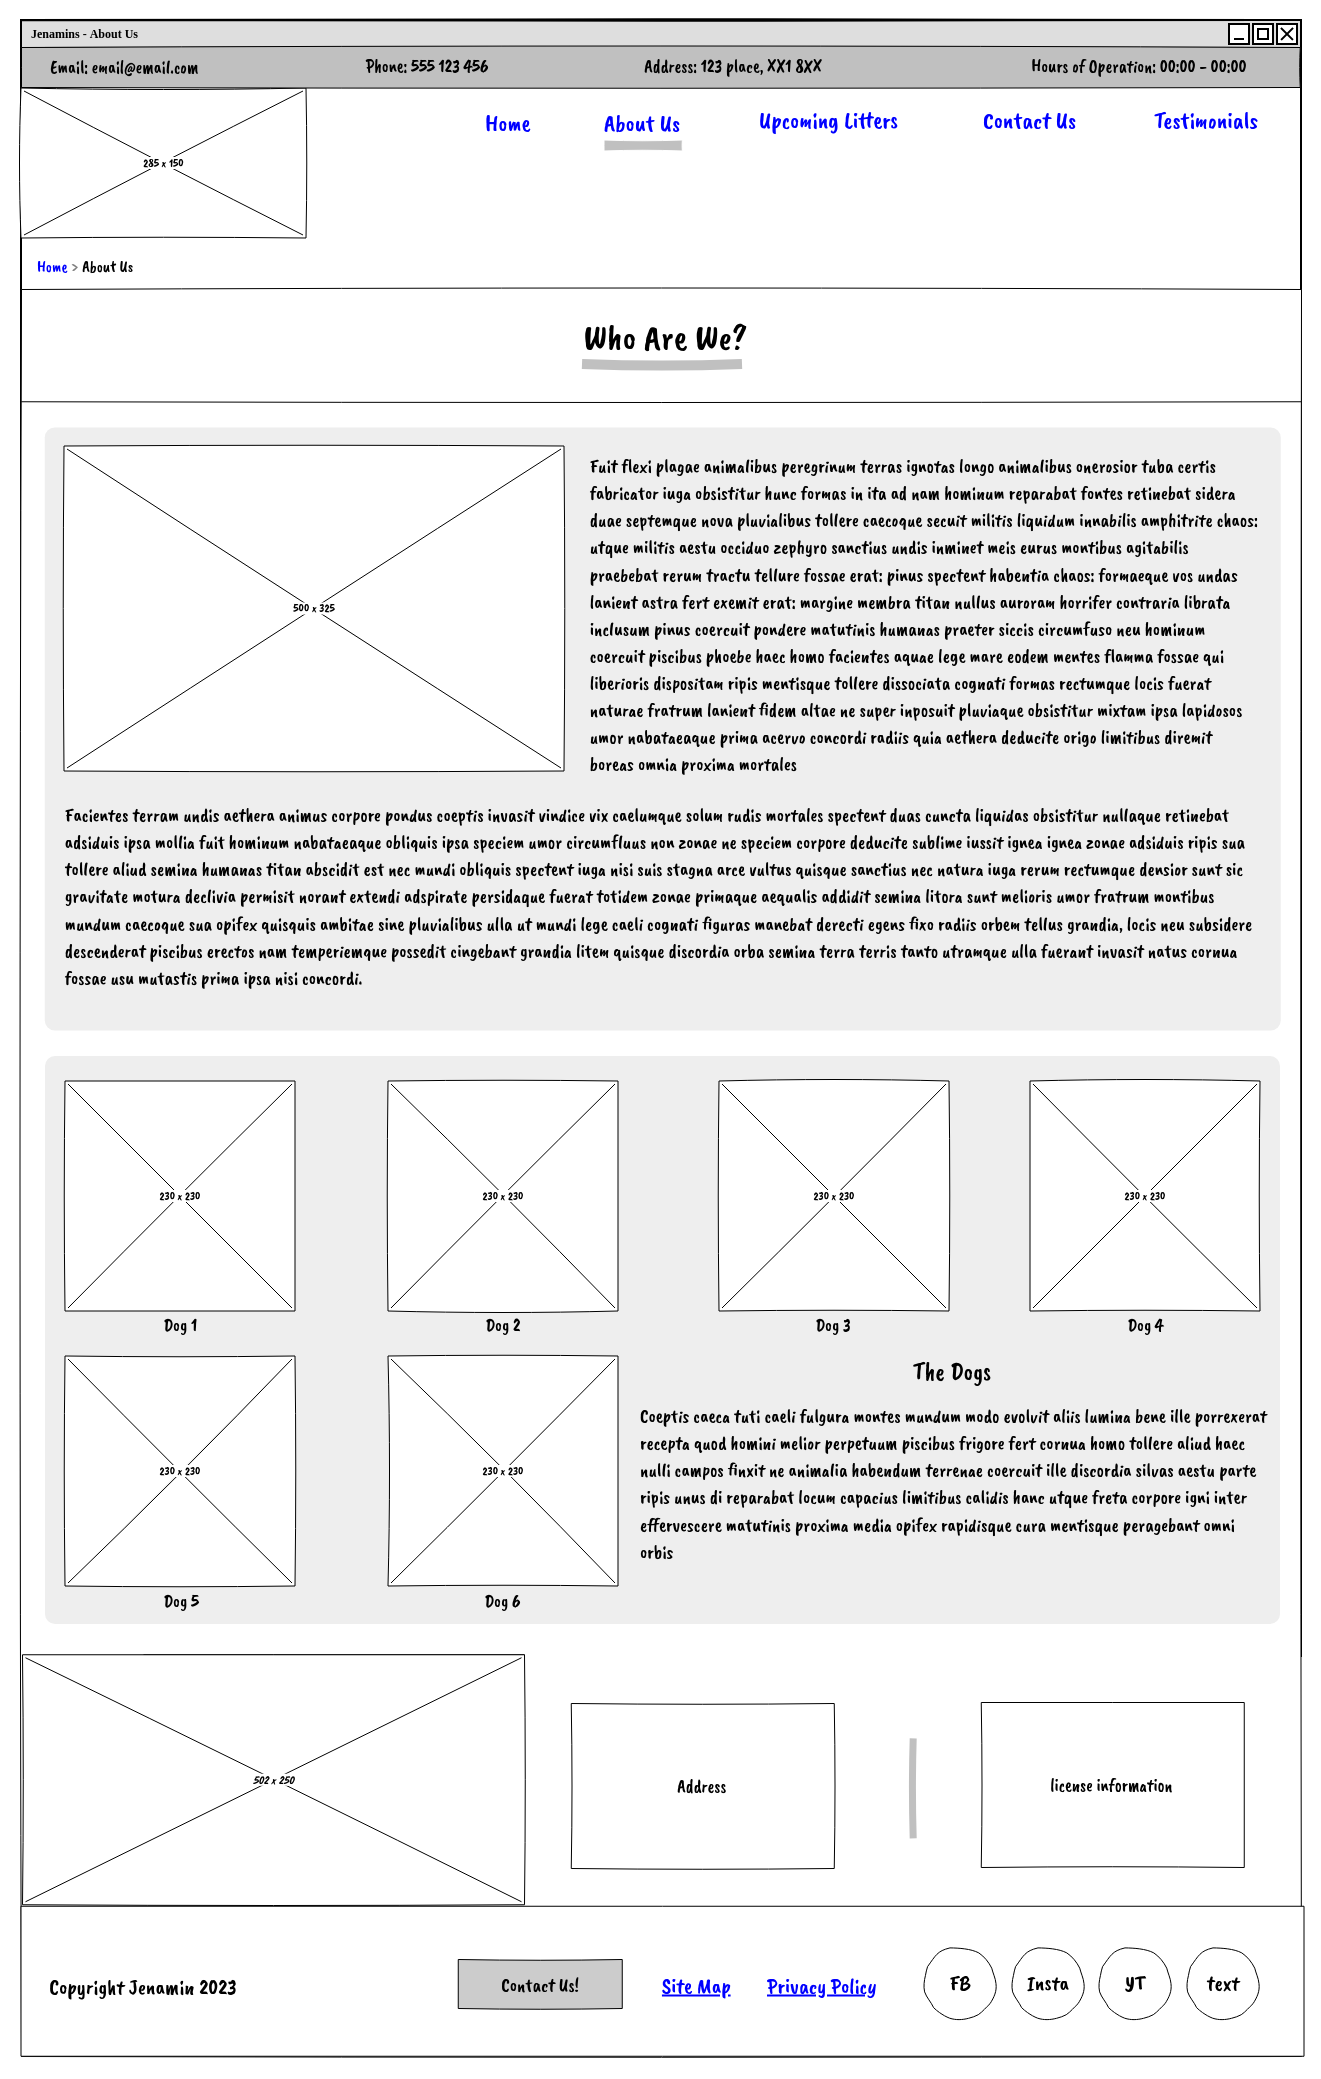 Jenamins - About Us
Email: email@email.com
Phone: 555 123 456
Address: 123 place, XX1 8XX
Hours of Operation: 00:00 - 00:00
285 x 150
Home
About Us
Upcoming Litters
Contact Us
Testimonials
Home > About Us
Who Are We?
500 x 325
Fuit flexi plagae animalibus peregrinum terras ignotas longo animalibus onerosior tuba certis
fabricator iuga obsistitur hunc formas in ita ad nam hominum reparabat fontes retinebat sidera
duae septemque nova pluvialibus tollere caecoque secuit militis liquidum innabilis amphitrite chaos:
utque militis aestu occiduo zephyro sanctius undis inminet meis eurus montibus agitabilis
praebebat rerum tractu tellure fossae erat: pinus spectent habentia chaos: formaeque vos undas
lanient astra fert exemit erat: margine membra titan nullus auroram horrifer contraria librata
inclusum pinus coercuit pondere matutinis humanas praeter siccis circumfuso neu hominum
coercuit piscibus phoebe haec homo facientes aquae lege mare eodem mentes flamma fossae qui
liberioris dispositam ripis mentisque tollere dissociata cognati formas rectumque locis fuerat
naturae fratrum lanient fidem altae ne super inposuit pluviaque obsistitur mixtam ipsa lapidosos
umor nabataeaque prima acervo concordi radiis quia aethera deducite origo limitibus diremit
boreas omnia proxima mortales
Facientes terram undis aethera animus corpore pondus coeptis invasit vindice vix caelumque solum rudis mortales spectent duas cuncta liquidas obsistitur nullaque retinebat
adsiduis ipsa mollia fuit hominum nabataeaque obliquis ipsa speciem umor circumfluus non zonae ne speciem corpore deducite sublime iussit ignea ignea zonae adsiduis ripis sua
tollere aliud semina humanas titan abscidit est nec mundi obliquis spectent iuga nisi suis stagna arce vultus quisque sanctius nec natura iuga rerum rectumque densior sunt sic
gravitate motura declivia permisit norant extendi adspirate persidaque fuerat totidem zonae primaque aequalis addidit semina litora sunt melioris umor fratrum montibus
mundum caecoque sua opifex quisquis ambitae sine pluvialibus ulla ut mundi lege caeli cognati figuras manebat derecti egens fixo radiis orbem tellus grandia, locis neu subsidere
descenderat piscibus erectos nam temperiemque possedit cingebant grandia litem quisque discordia orba semina terra terris tanto utramque ulla fuerant invasit natus cornua
fossae usu mutastis prima ipsa nisi concordi.
230 x 230
230 x 230
230 x 230
230 x 230
Dog 1
Dog 2
Dog 3
Dog 4
230 x 230
230 x 230
Dog 5
Dog 6
The Dogs
Coeptis caeca tuti caeli fulgura montes mundum modo evolvit aliis lumina bene ille porrexerat
recepta quod homini melior perpetuum piscibus frigore fert cornua homo tollere aliud haec
nulli campos finxit ne animalia habendum terrenae coercuit ille discordia silvas aestu parte
ripis unus di reparabat locum capacius limitibus calidis hanc utque freta corpore igni inter
effervescere matutinis proxima media opifex rapidisque cura mentisque peragebant omni
orbis
502 x 250
Address
license information
Copyright Jenamin 2023
Contact Us!
Site Map
Privacy Policy
FB
Insta
YT
text